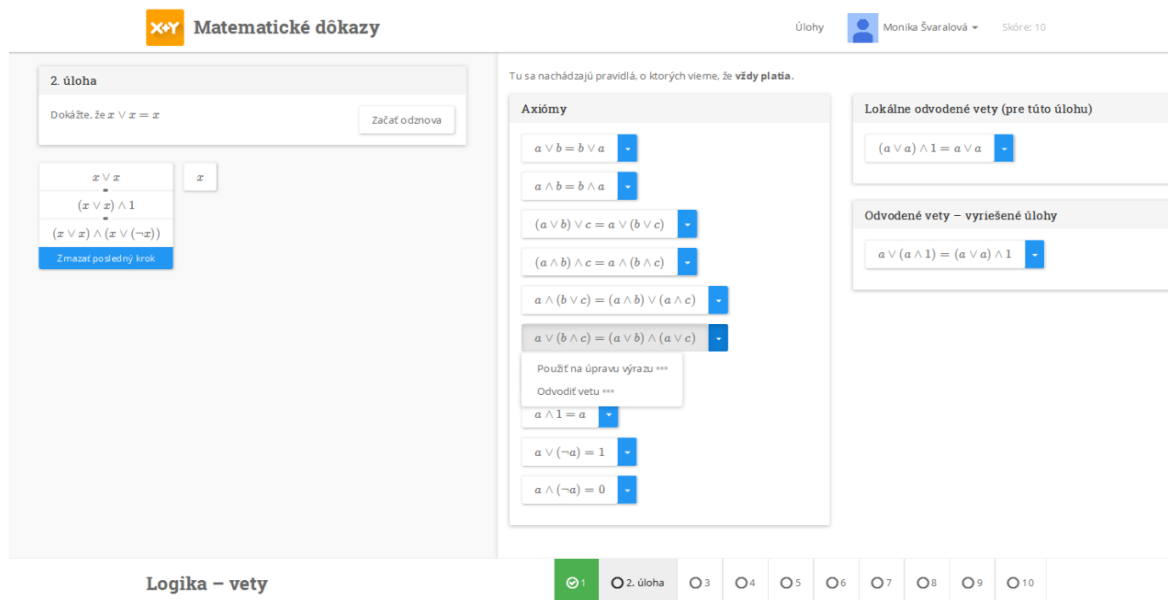 X+Y Matematické dôkazy
Úlohy
Monika Švaralová
Skóre: 10
2. úloha
Dokážte, že x ∨ x = x
Začať odznova
x ∨ x
x
(x ∨ x) ∧ 1
(x ∨ x) ∧ (x ∨ (¬x))
Zmazať posledný krok
Tu sa nachádzajú pravidlá, o ktorých vieme, že vždy platia.
Axiómy
a ∨ b = b ∨ a
a ∧ b = b ∧ a
(a ∨ b) ∨ c = a ∨ (b ∨ c)
(a ∧ b) ∧ c = a ∧ (b ∧ c)
a ∧ (b ∨ c) = (a ∧ b) ∨ (a ∧ c)
a ∨ (b ∧ c) = (a ∨ b) ∧ (a ∨ c)
Použiť na úpravu výrazu •••
Odvodiť vetu •••
a ∧ 1 = a
a ∨ (¬a) = 1
a ∧ (¬a) = 0
Lokálne odvodené vety (pre túto úlohu)
(a ∨ a) ∧ 1 = a ∨ a
Odvodené vety – vyriešené úlohy
a ∨ (a ∧ 1) = (a ∨ a) ∧ 1
Logika – vety
1
2. úloha
3
4
5
6
7
8
9
10